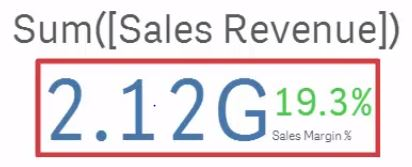 Sum([Sales Revenue])
2.12G 19.3%
Sales Margin %